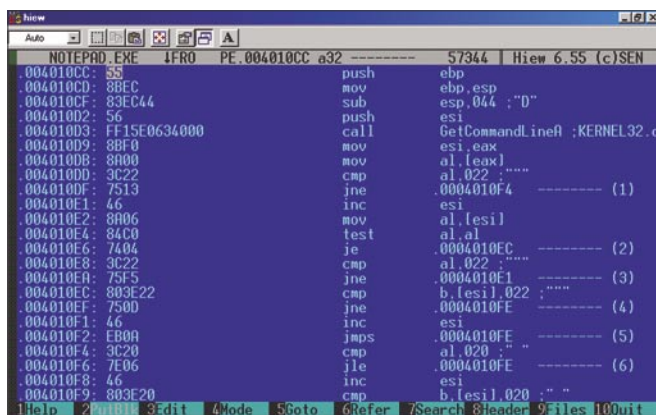 hiew
Auto A
NOTEPAD.EXE ↓FRO PE.004010CC a32 -------- 57344 | Hiew 6.55 (c)SEN
.004010CC: 55 push ebp
.004010CD: 8BEC mov ebp,esp
.004010CF: 83EC44 sub esp,044 ;"D"
.004010D2: 56 push esi
.004010D3: FF15E0634000 call GetCommandLineA ;KERNEL32.d
.004010D9: 8BF0 mov esi,eax
.004010DB: 8A00 mov al,[eax]
.004010DD: 3C22 cmp al,022 ;"""
.004010DF: 7513 jne .0004010F4 -------- (1)
.004010E1: 46 inc esi
.004010E2: 8A06 mov al,[esi]
.004010E4: 84C0 test al,al
.004010E6: 7404 je .0004010EC -------- (2)
.004010E8: 3C22 cmp al,022 ;"""
.004010EA: 75F5 jne .0004010E1 -------- (3)
.004010EC: 803E22 cmp b,[esi],022 ;"""
.004010EF: 750D jne .0004010FE -------- (4)
.004010F1: 46 inc esi
.004010F2: EB0A jmps .0004010FE -------- (5)
.004010F4: 3C20 cmp al,020 ;" "
.004010F6: 7E06 jle .0004010FE -------- (6)
.004010F8: 46 inc esi
.004010F9: 803E20 cmp b,[esi],020 ;" "
1Help 2PutBlk 3Edit 4Mode 5Goto 6Refer 7Search 8Header 9Files 10Quit